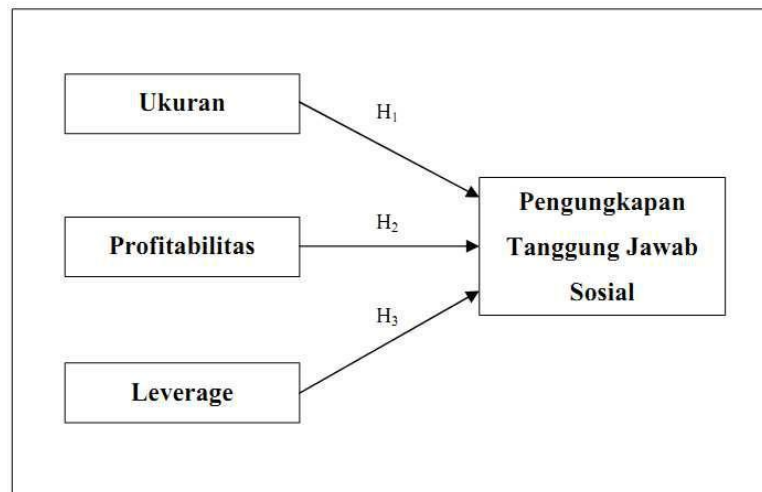 Ukuran
H₁
Profitabilitas
H₂
Leverage
H₃
Pengungkapan
Tanggung Jawab
Sosial